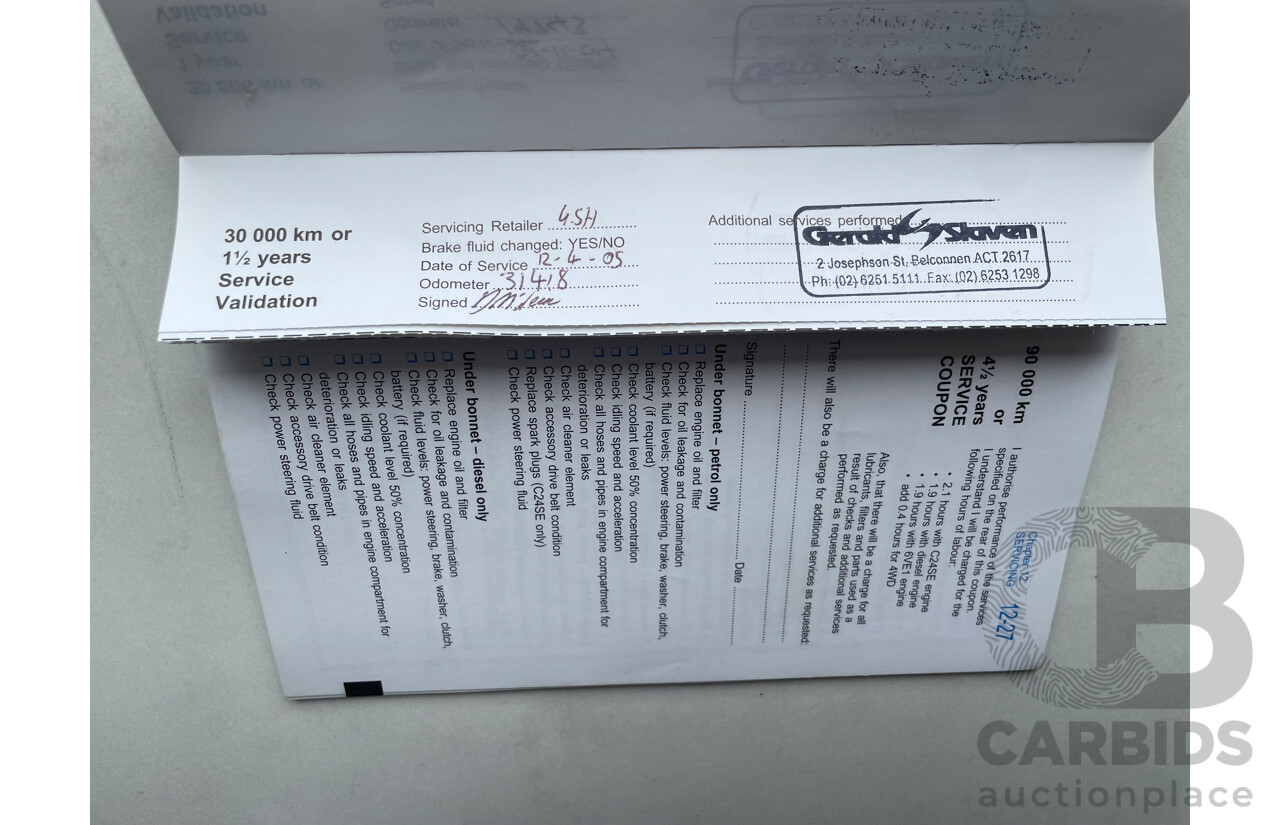 30 000 km or
1½ years
Service
Validation
Servicing Retailer GSH
Brake fluid changed: YES/NO
Date of Service 12-4-05
Odometer 31418
Signed
Additional services performed
Gerald Slaven
2 Josephson St, Belconnen ACT 2617
Ph: (02) 6251 5111 Fax: (02) 6253 1298
90 000 km
or
4½ years
SERVICE
COUPON
Chapter 12
SERVICING 12-27
I authorise performance of the services
specified on the rear of this coupon.
I understand I will be charged for the
following hours of labour:
• 2.1 hours with C24SE engine
• 1.9 hours with diesel engine
• 1.9 hours with 6VE1 engine
• add 0.4 hours for 4WD
Also, that there will be a charge for all
lubricants, filters and parts used as a
result of checks and additional services
performed as requested.
There will also be a charge for additional services as requested:
Signature Date
Under bonnet – petrol only
❑ Replace engine oil and filter
❑ Check for oil leakage and contamination
❑ Check fluid levels: power steering, brake, washer, clutch,
battery (if required)
❑ Check coolant level 50% concentration
❑ Check idling speed and acceleration
❑ Check all hoses and pipes in engine compartment for
deterioration or leaks
❑ Check air cleaner element
❑ Check accessory drive belt condition
❑ Replace spark plugs (C24SE only)
❑ Check power steering fluid
Under bonnet – diesel only
❑ Replace engine oil and filter
❑ Check for oil leakage and contamination
❑ Check fluid levels: power steering, brake, washer, clutch,
battery (if required)
❑ Check coolant level 50% concentration
❑ Check idling speed and acceleration
❑ Check all hoses and pipes in engine compartment for
deterioration or leaks
❑ Check air cleaner element
❑ Check accessory drive belt condition
❑ Check power steering fluid
CARBIDS
auctionplace